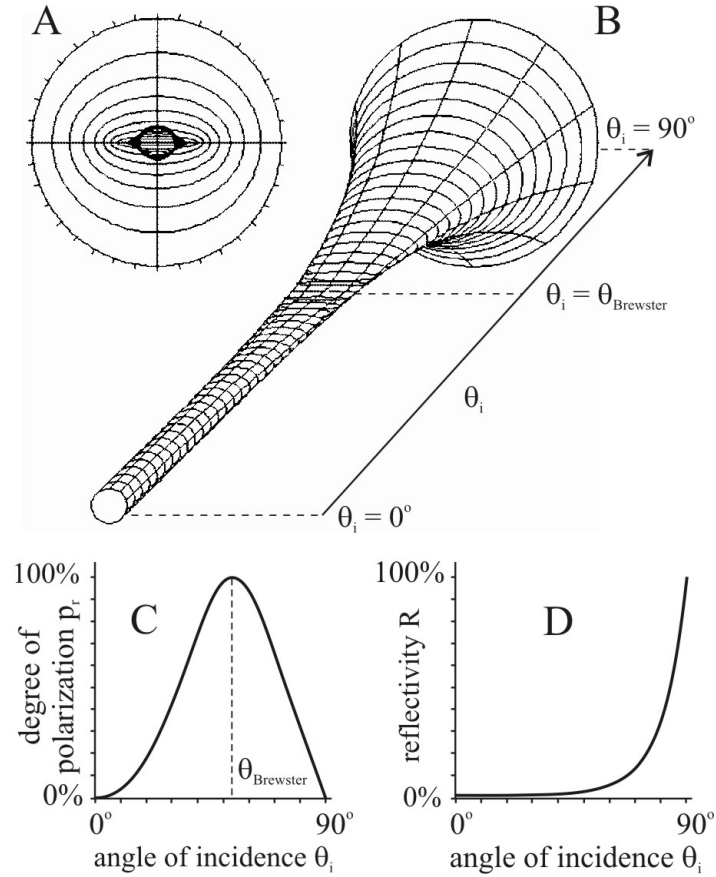 A
B
θi = 90°
θi = θBrewster
θi
θi = 0°
100%
0%
degree of
polarization pr
C
θBrewster
0°
90°
angle of incidence θi
100%
0%
reflectivity R
D
0°
90°
angle of incidence θi